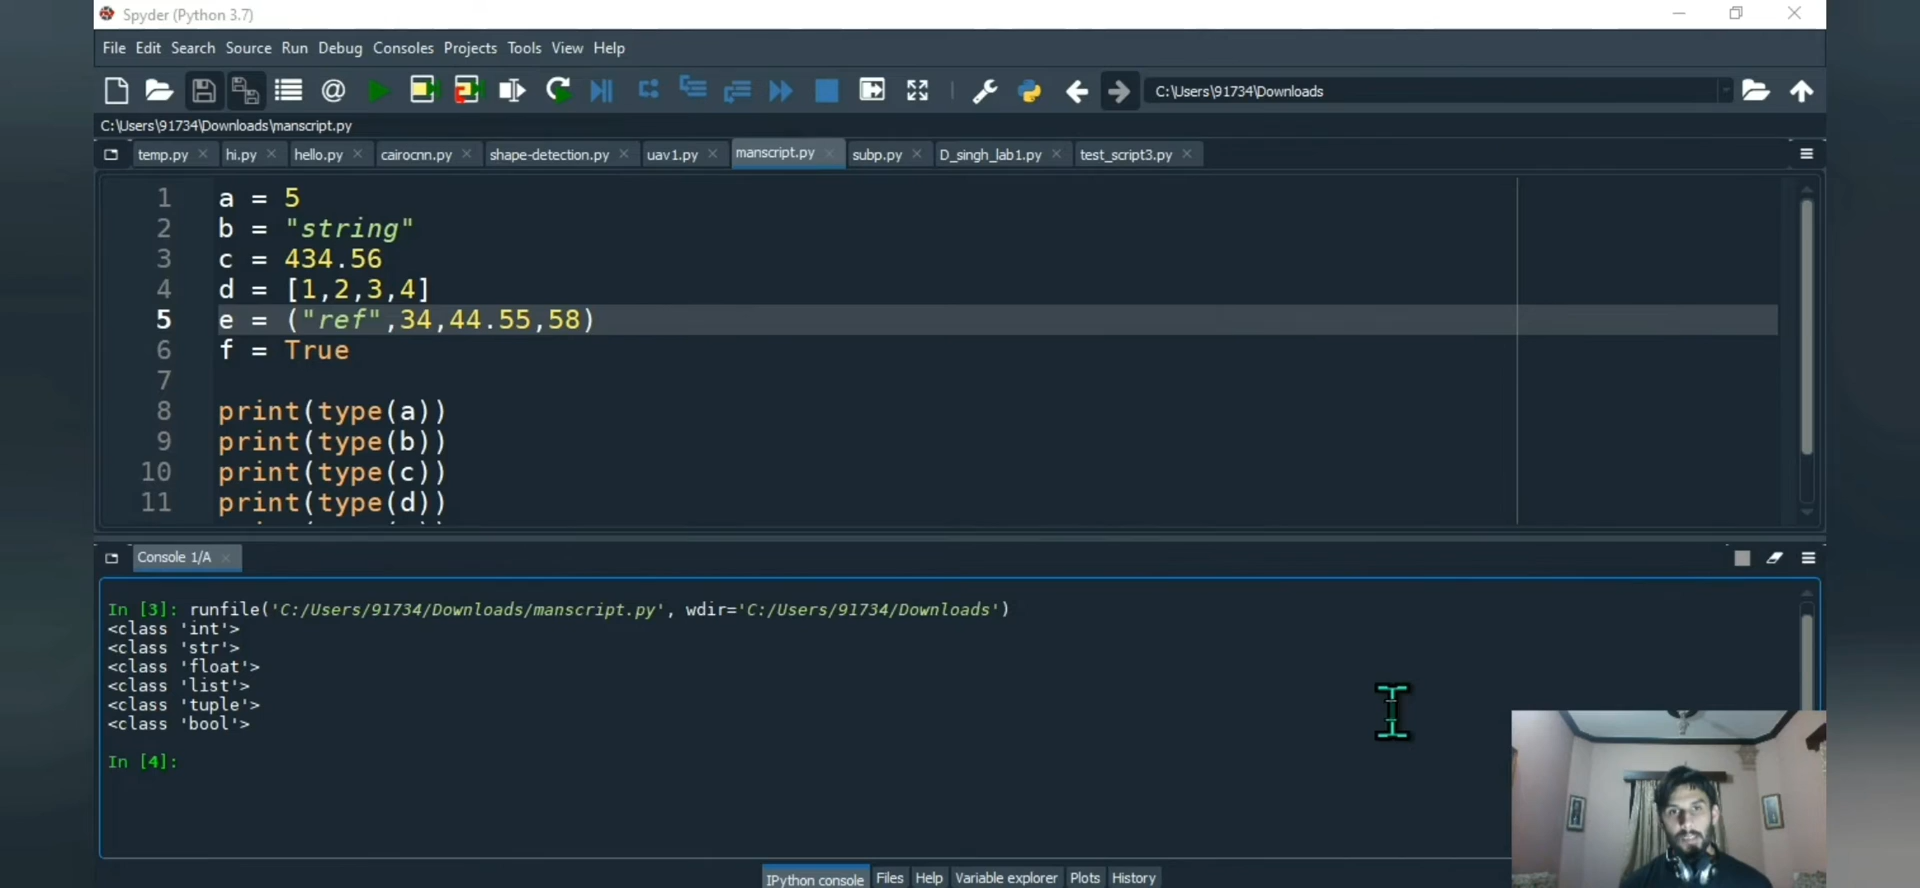 Spyder (Python 3.7)
File Edit Search Source Run Debug Consoles Projects Tools View Help
C:\Users\91734\Downloads
C:\Users\91734\Downloads\manscript.py
temp.py hi.py hello.py cairocnn.py shape-detection.py uav1.py manscript.py subp.py D_singh_lab1.py test_script3.py
1 a = 5
2 b = "string"
3 c = 434.56
4 d = [1,2,3,4]
5 e = ("ref",34,44.55,58)
6 f = True
7
8 print(type(a))
9 print(type(b))
10 print(type(c))
11 print(type(d))
Console 1/A
In [3]: runfile('C:/Users/91734/Downloads/manscript.py', wdir='C:/Users/91734/Downloads')
<class 'int'>
<class 'str'>
<class 'float'>
<class 'list'>
<class 'tuple'>
<class 'bool'>
In [4]:
IPython console Files Help Variable explorer Plots History